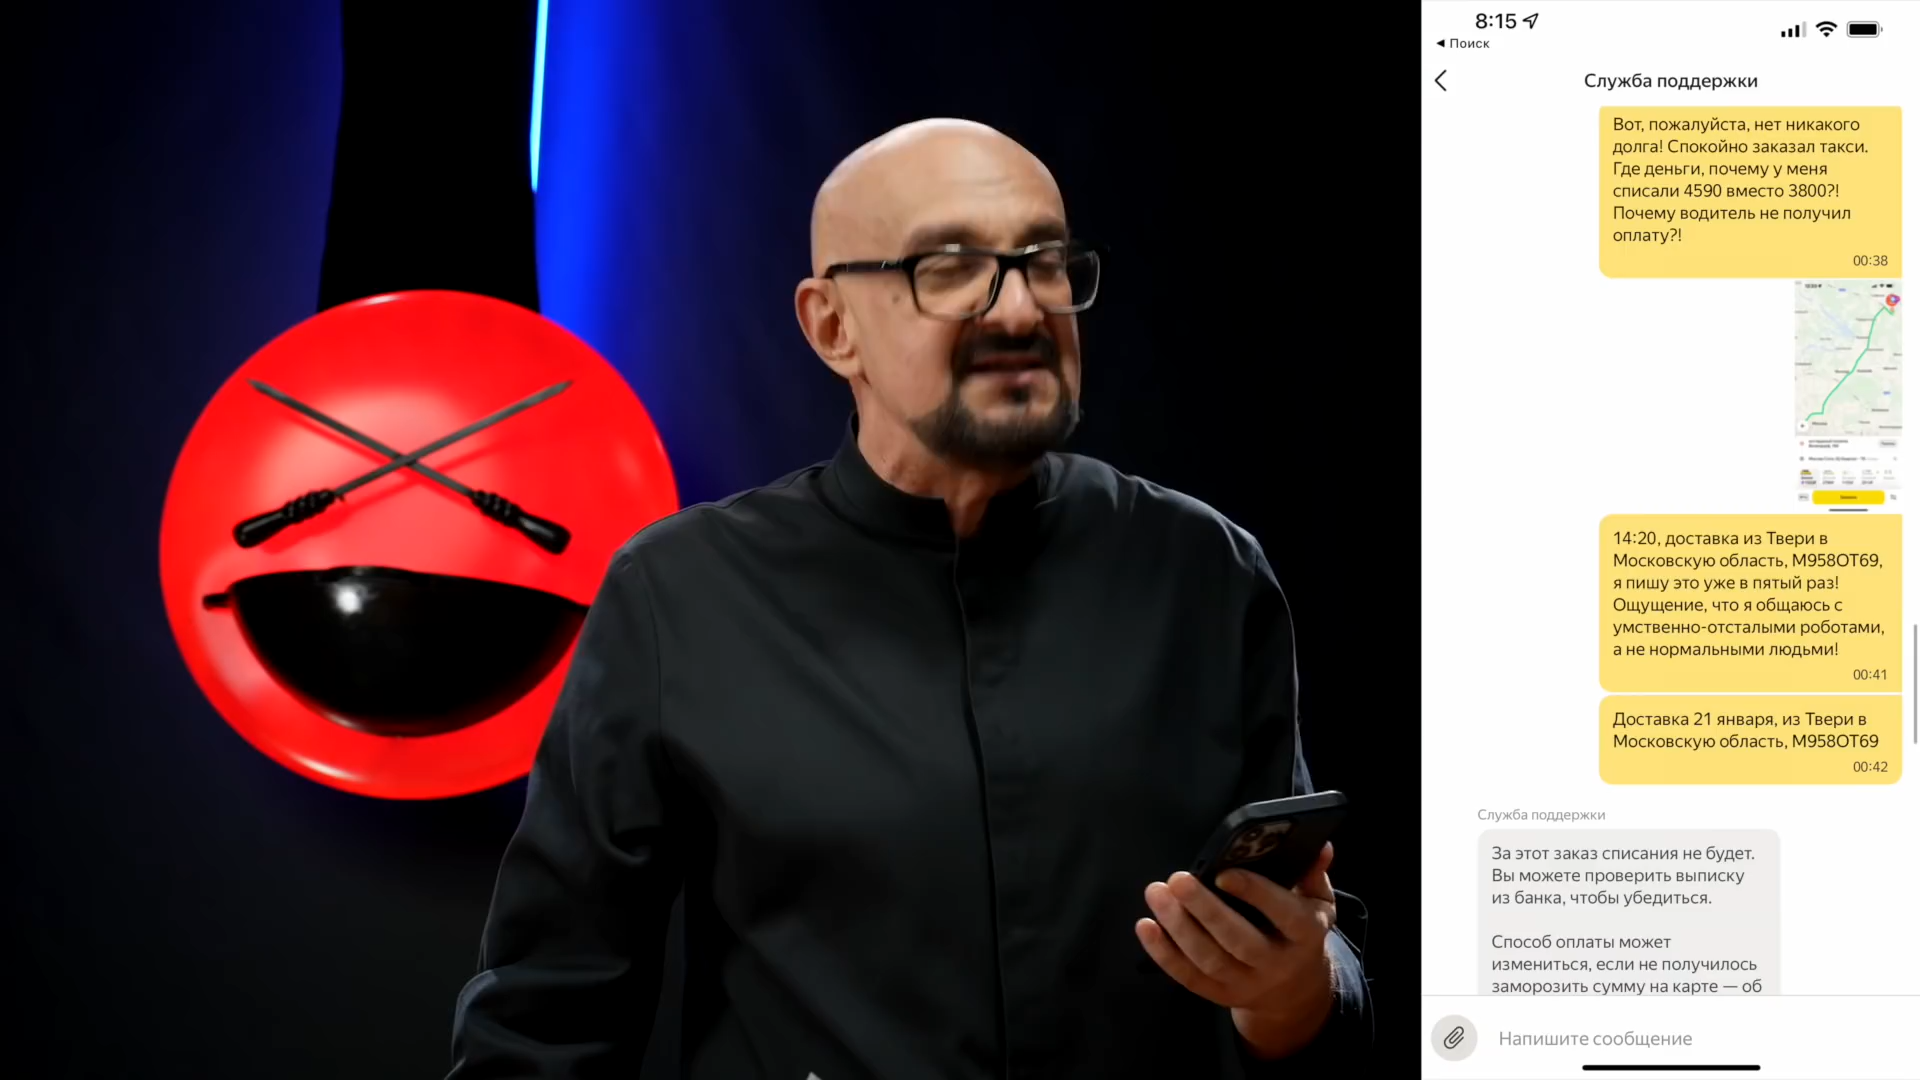 8:15
◄ Поиск
Служба поддержки
Вот, пожалуйста, нет никакого
долга! Спокойно заказал такси.
Где деньги, почему у меня
списали 4590 вместо 3800?!
Почему водитель не получил
оплату?!
00:38
14:20, доставка из Твери в
Московскую область, М958ОТ69,
я пишу это уже в пятый раз!
Ощущение, что я общаюсь с
умственно-отсталыми роботами,
а не нормальными людьми!
00:41
Доставка 21 января, из Твери в
Московскую область, М958ОТ69
00:42
Служба поддержки
За этот заказ списания не будет.
Вы можете проверить выписку
из банка, чтобы убедиться.
Способ оплаты может
измениться, если не получилось
заморозить сумму на карте — об
Напишите сообщение